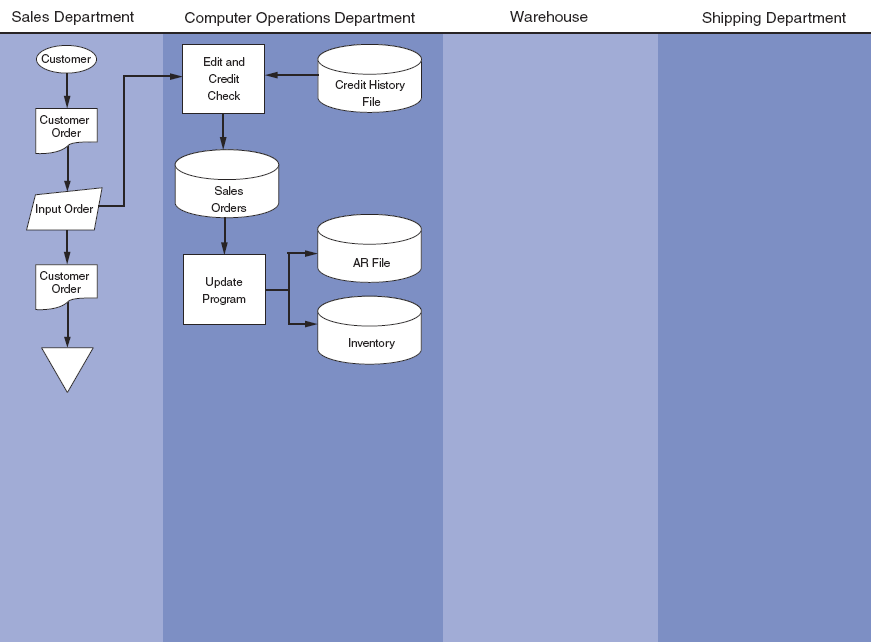 Sales Department
Computer Operations Department
Warehouse
Shipping Department
Customer
Customer
Order
Input Order
Customer
Order
Edit and
Credit
Check
Credit History
File
Sales
Orders
Update
Program
AR File
Inventory